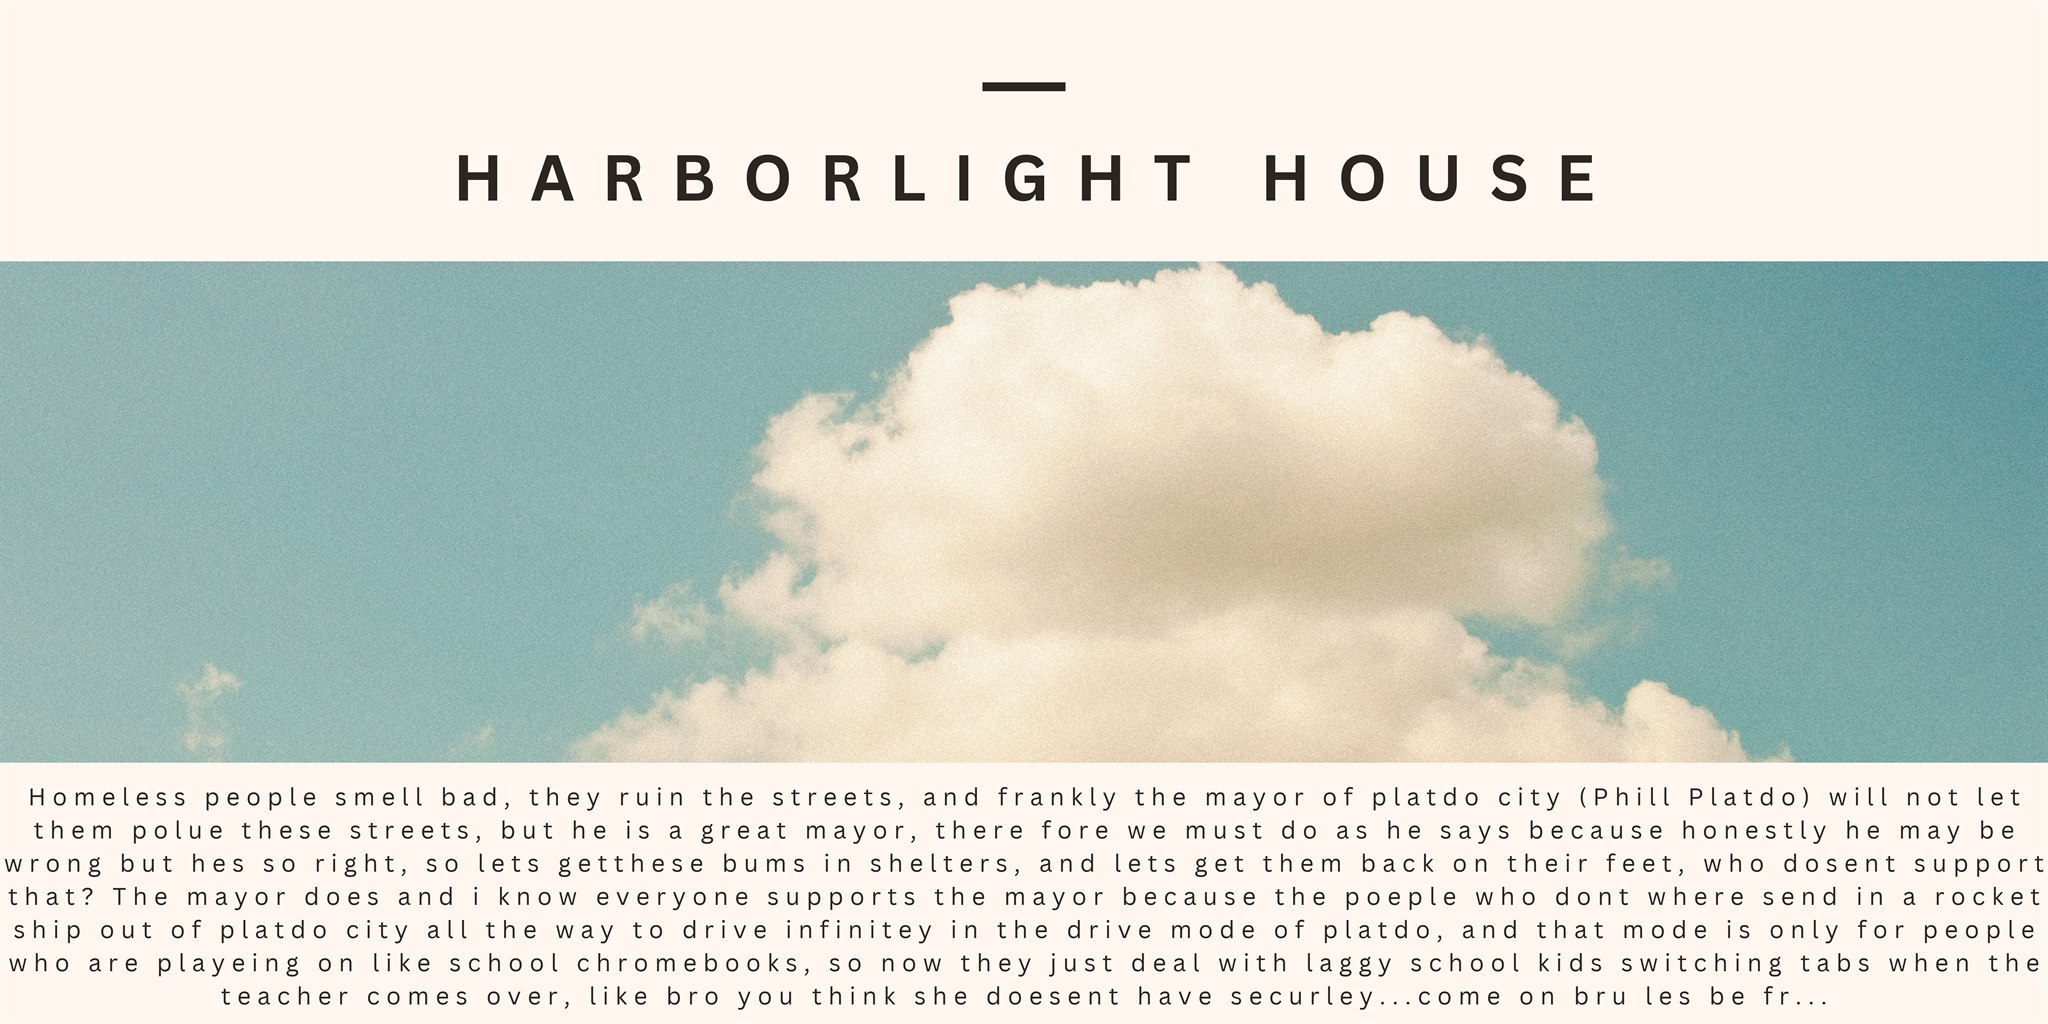 HARBORLIGHT HOUSE
Homeless people smell bad, they ruin the streets, and frankly the mayor of platdo city (Phill Platdo) will not let
them polue these streets, but he is a great mayor, there fore we must do as he says because honestly he may be
wrong but hes so right, so lets getthese bums in shelters, and lets get them back on their feet, who dosent support
that? The mayor does and i know everyone supports the mayor because the poeple who dont where send in a rocket
ship out of platdo city all the way to drive infinitey in the drive mode of platdo, and that mode is only for people
who are playeing on like school chromebooks, so now they just deal with laggy school kids switching tabs when the
teacher comes over, like bro you think she doesent have securley...come on bru les be fr...